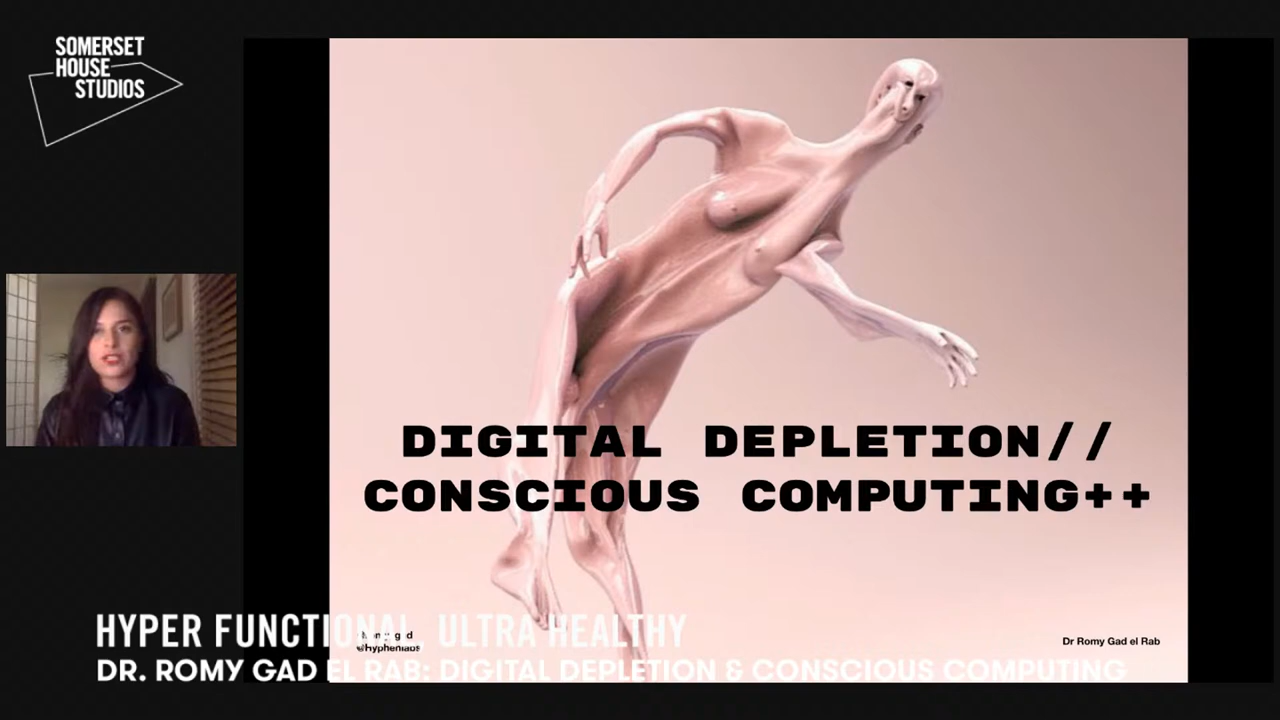 SOMERSET
HOUSE
STUDIOS
DIGITAL DEPLETION//
CONSCIOUS COMPUTING++
HYPER FUNCTIONAL, ULTRA HEALTHY
@Hyphenlabs
Dr Romy Gad el Rab
DR. ROMY GAD EL RAB: DIGITAL DEPLETION & CONSCIOUS COMPUTING